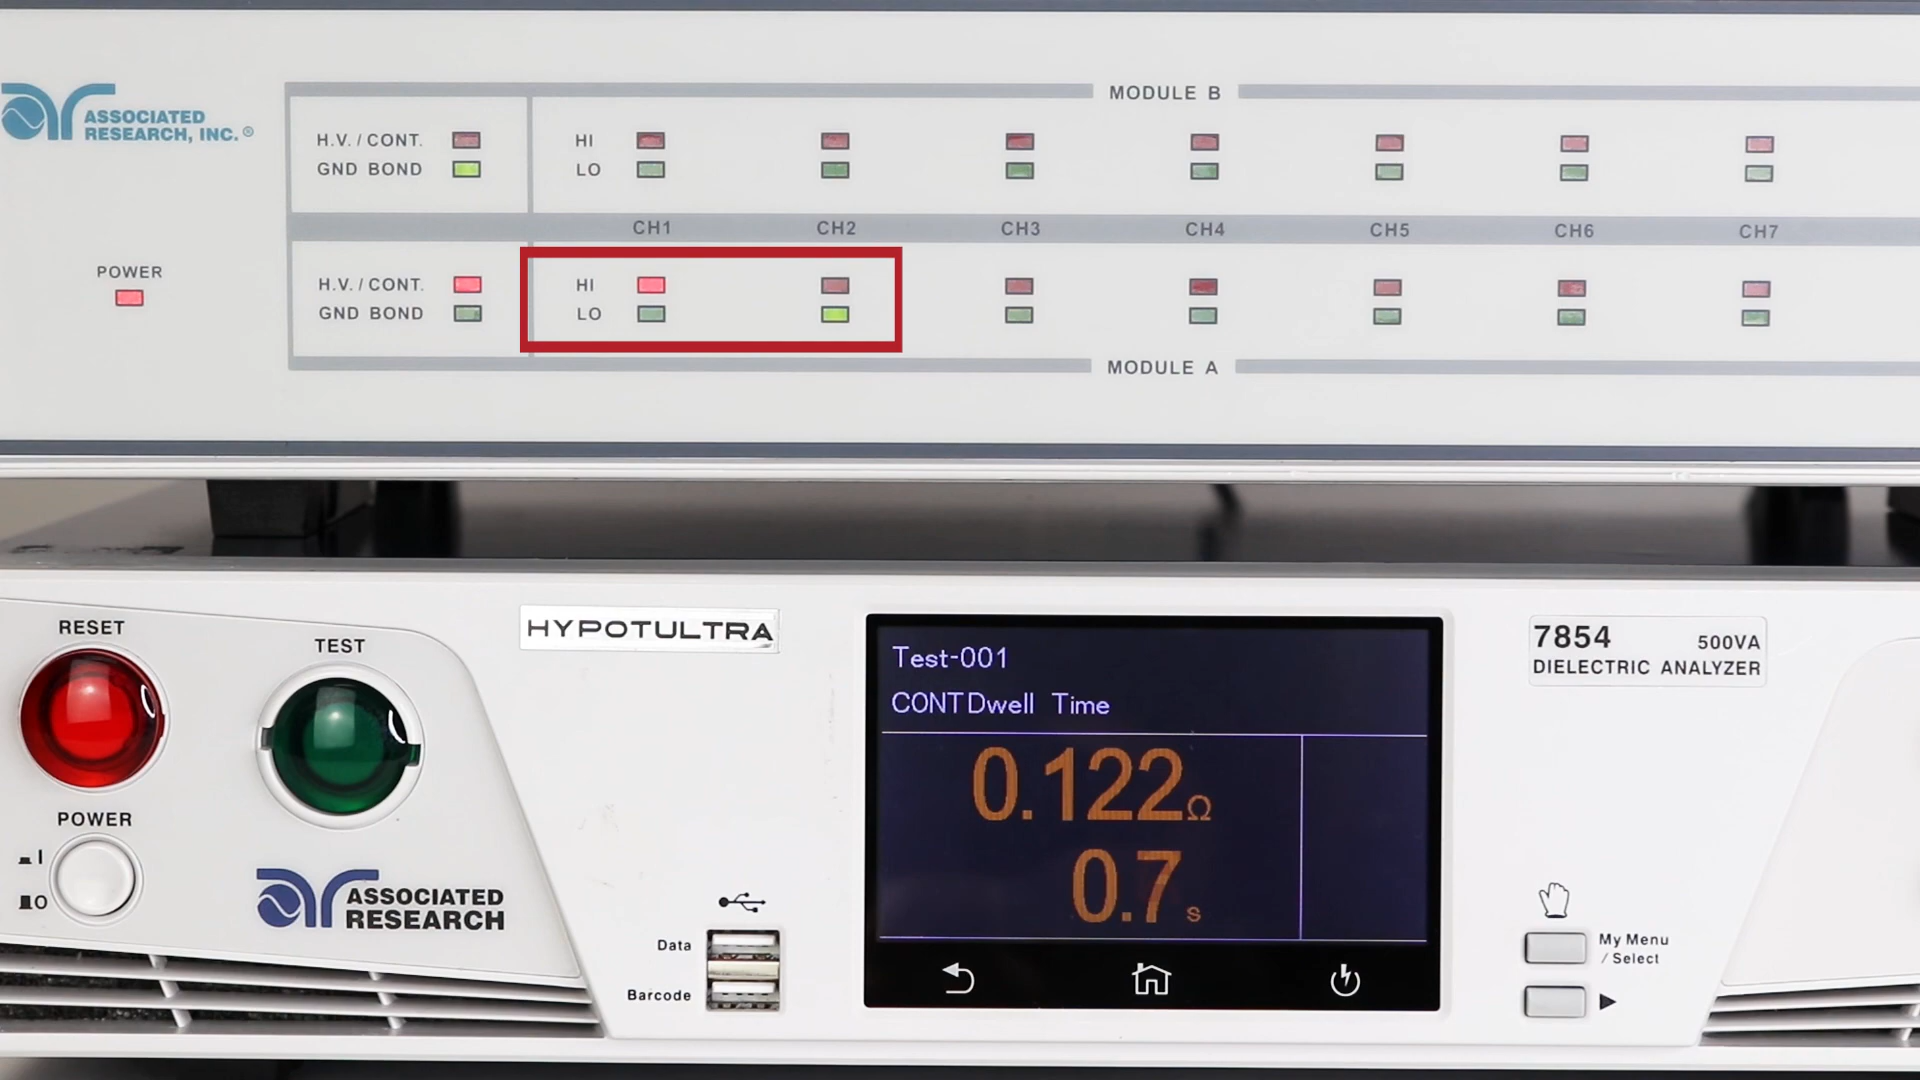 MODULE B
ASSOCIATED
RESEARCH, INC.®
H.V. / CONT.
GND BOND
HI
LO
CH1 CH2 CH3 CH4 CH5 CH6 CH7
POWER
H.V. / CONT.
GND BOND
HI
LO
MODULE A
RESET
TEST
HYPOTULTRA
7854 500VA
DIELECTRIC ANALYZER
Test-001
CONT Dwell Time
0.122Ω
0.7 s
POWER
I
O
ASSOCIATED
RESEARCH
Data
Barcode
My Menu
/ Select